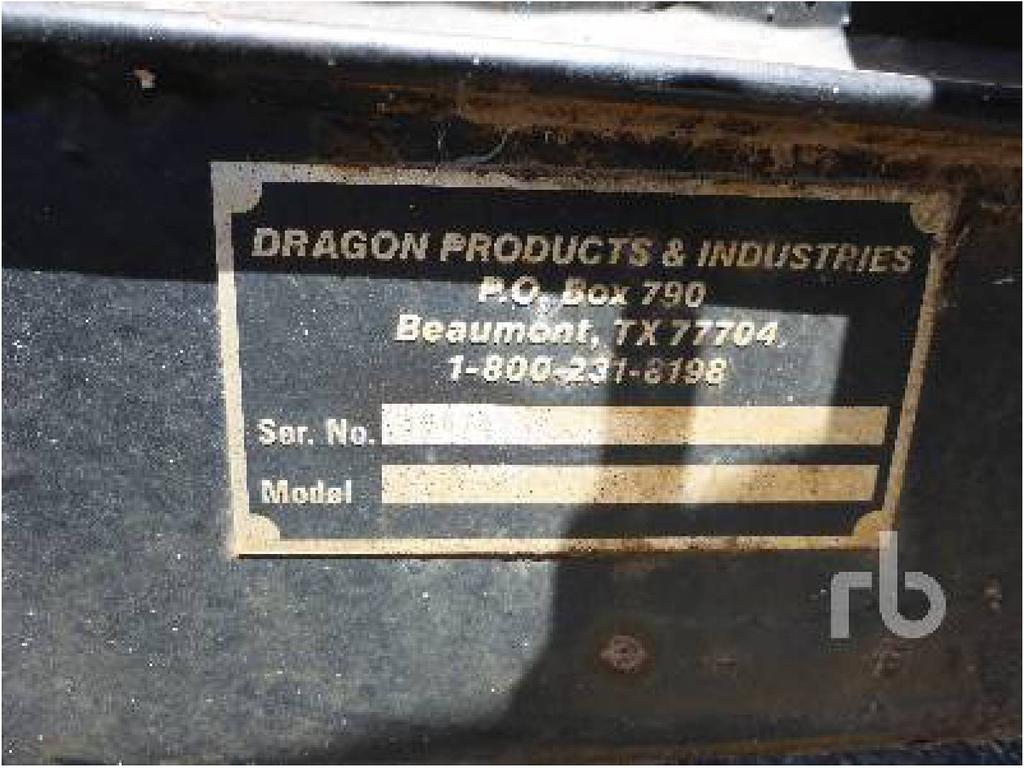 DRAGON PRODUCTS & INDUSTRIES
P.O. Box 790
Beaumont, TX 77704
1-800-231-8198
Ser. No.
Model
rb